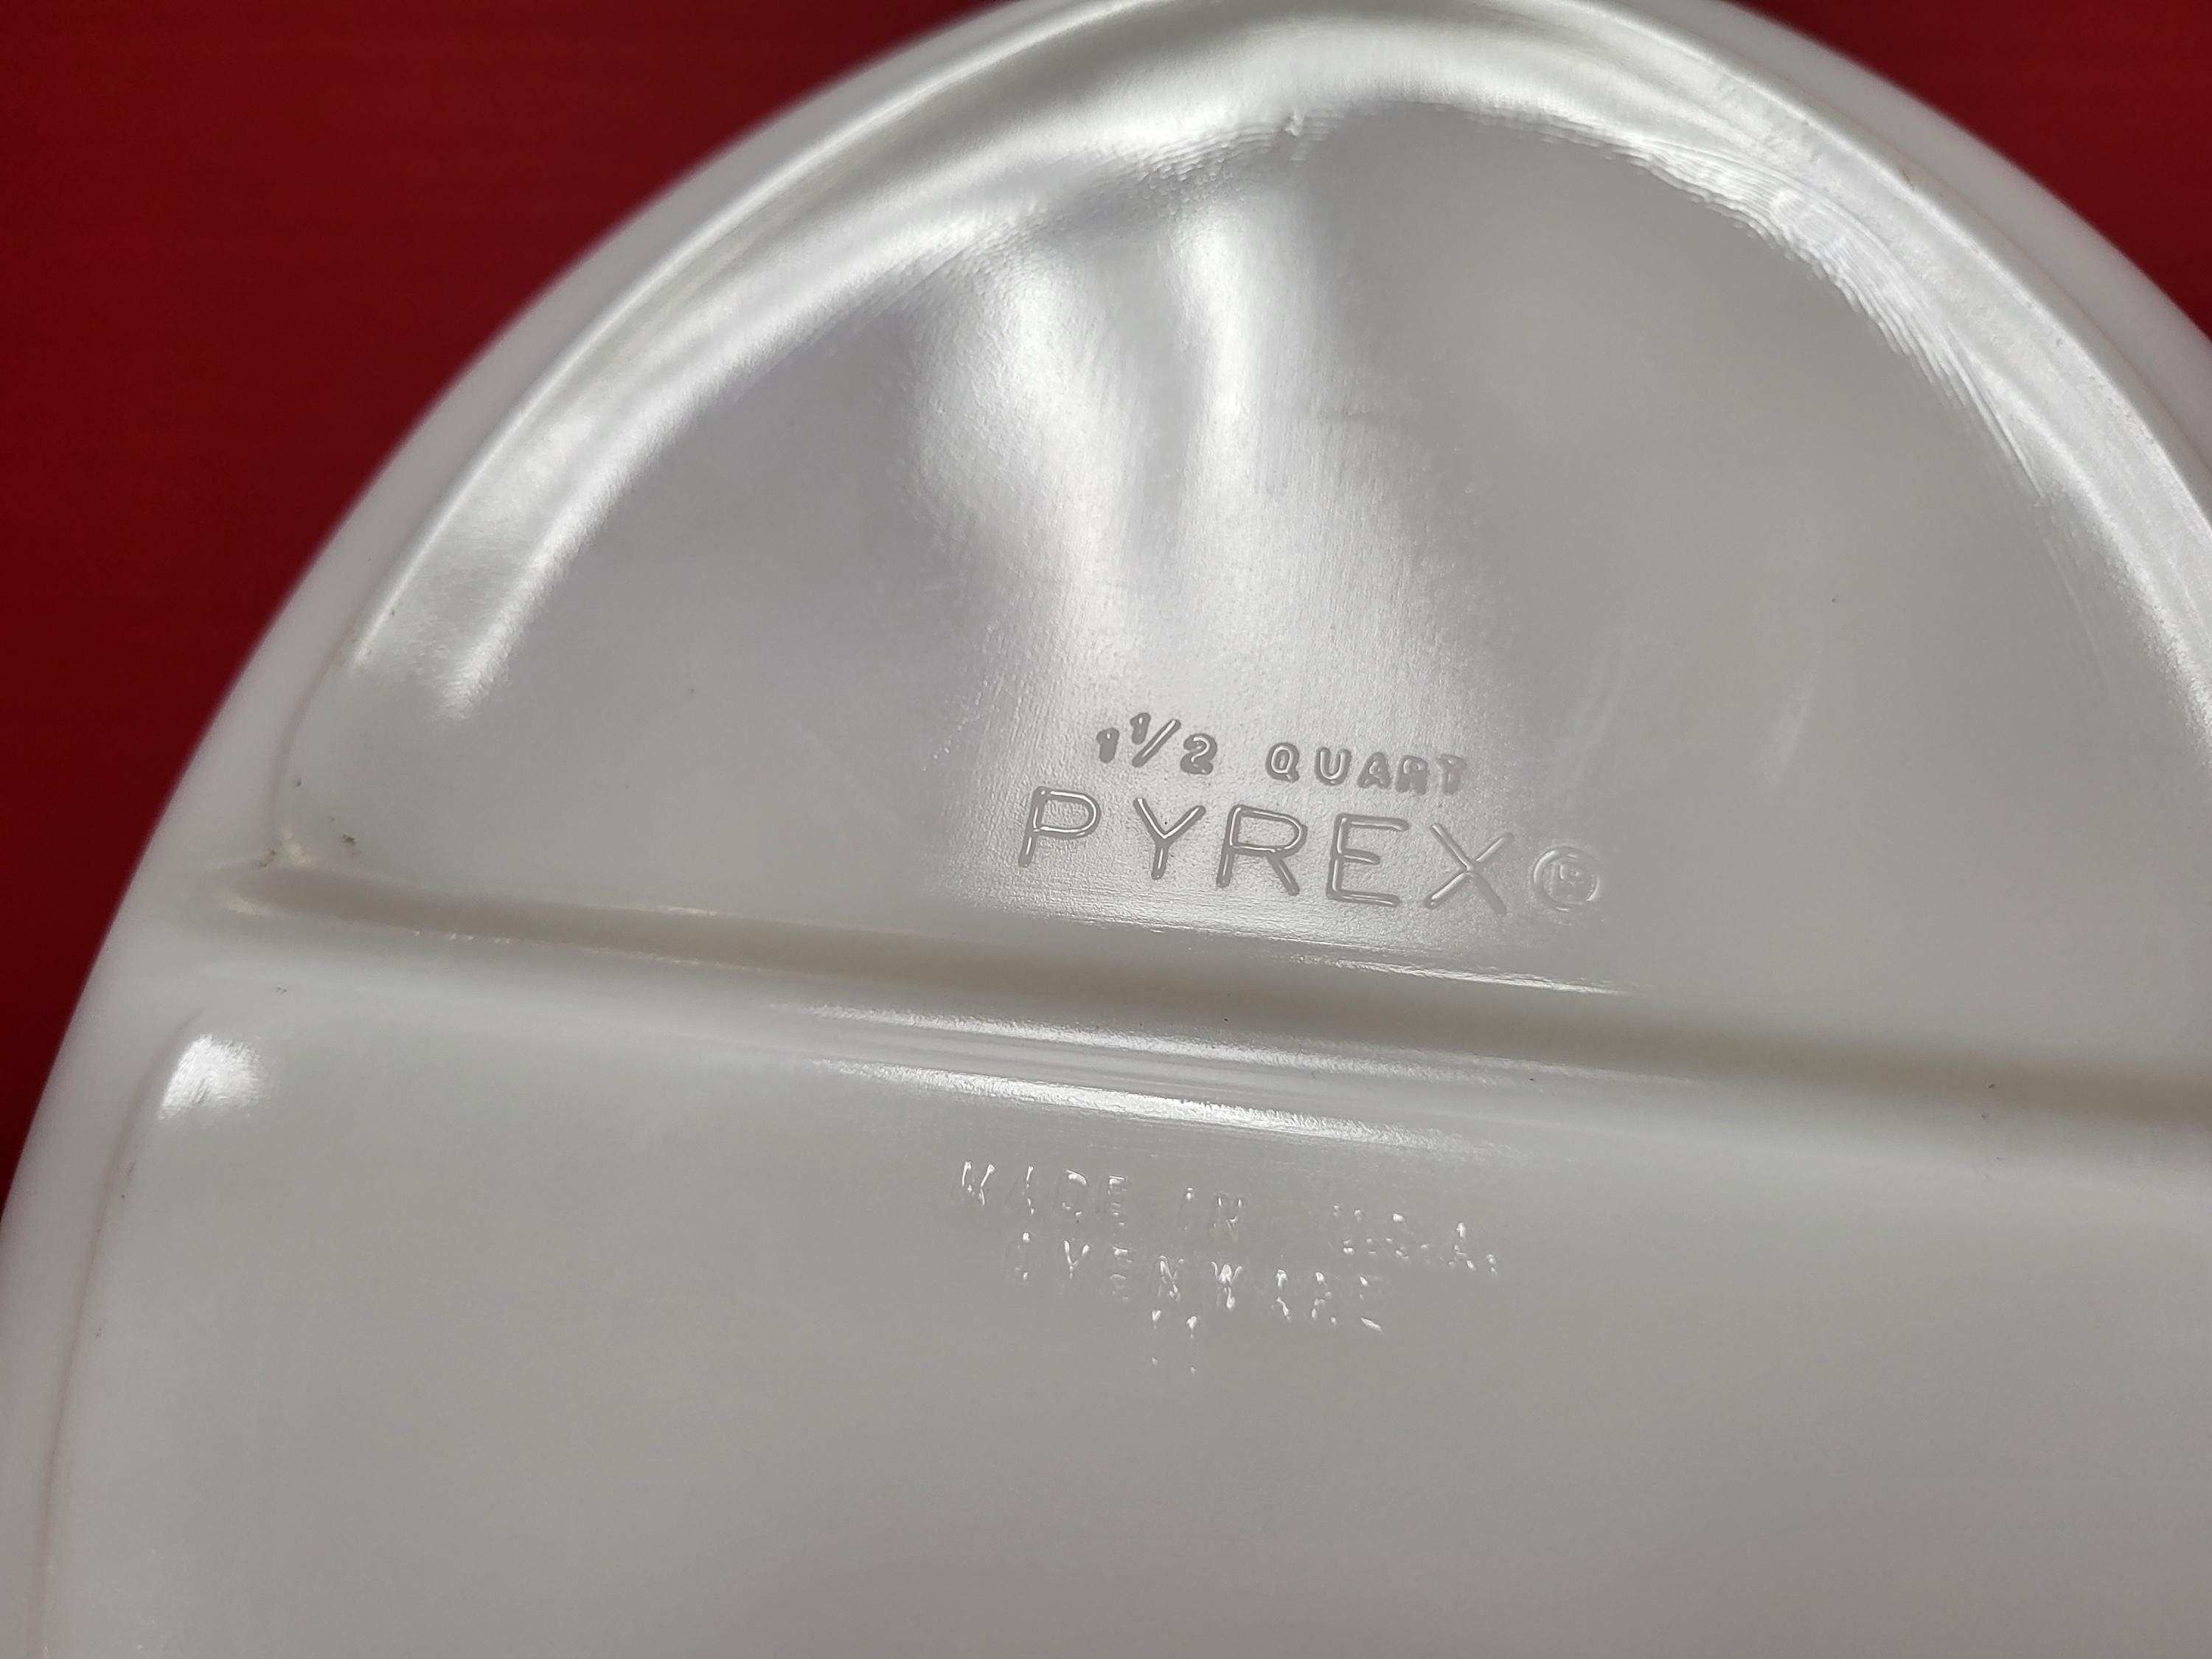 1 1/2 QUART
PYREX®
MADE IN U.S.A.
OVENWARE